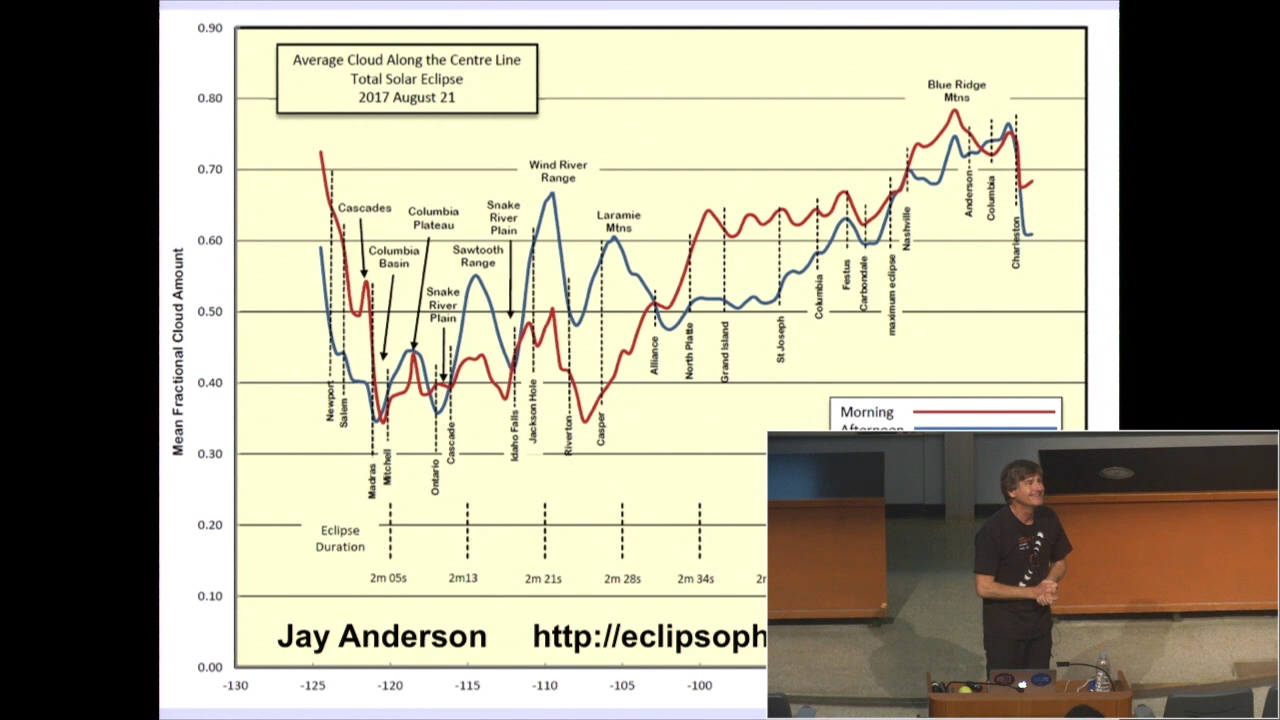 0.90
Average Cloud Along the Centre Line
Total Solar Eclipse
2017 August 21
0.80
Blue Ridge
Mtns
0.70
Wind River
Range
Cascades
Columbia
Plateau
Snake
River
Plain
Laramie
Mtns
0.60
Columbia
Basin
Sawtooth
Range
Snake
River
Plain
0.50
0.40
0.30
0.20
0.10
0.00
Mean Fractional Cloud Amount
Newport
Salem
Madras
Mitchell
Ontario
Cascade
Idaho Falls
Jackson Hole
Riverton
Casper
Alliance
North Platte
Grand Island
St Joseph
Columbia
Festus
Carbondale
maximum eclipse
Nashville
Anderson
Columbia
Charleston
Morning
Afternoon
Eclipse
Duration
2m 05s
2m13
2m 21s
2m 28s
2m 34s
Jay Anderson
http://eclipsoph
-130
-125
-120
-115
-110
-105
-100